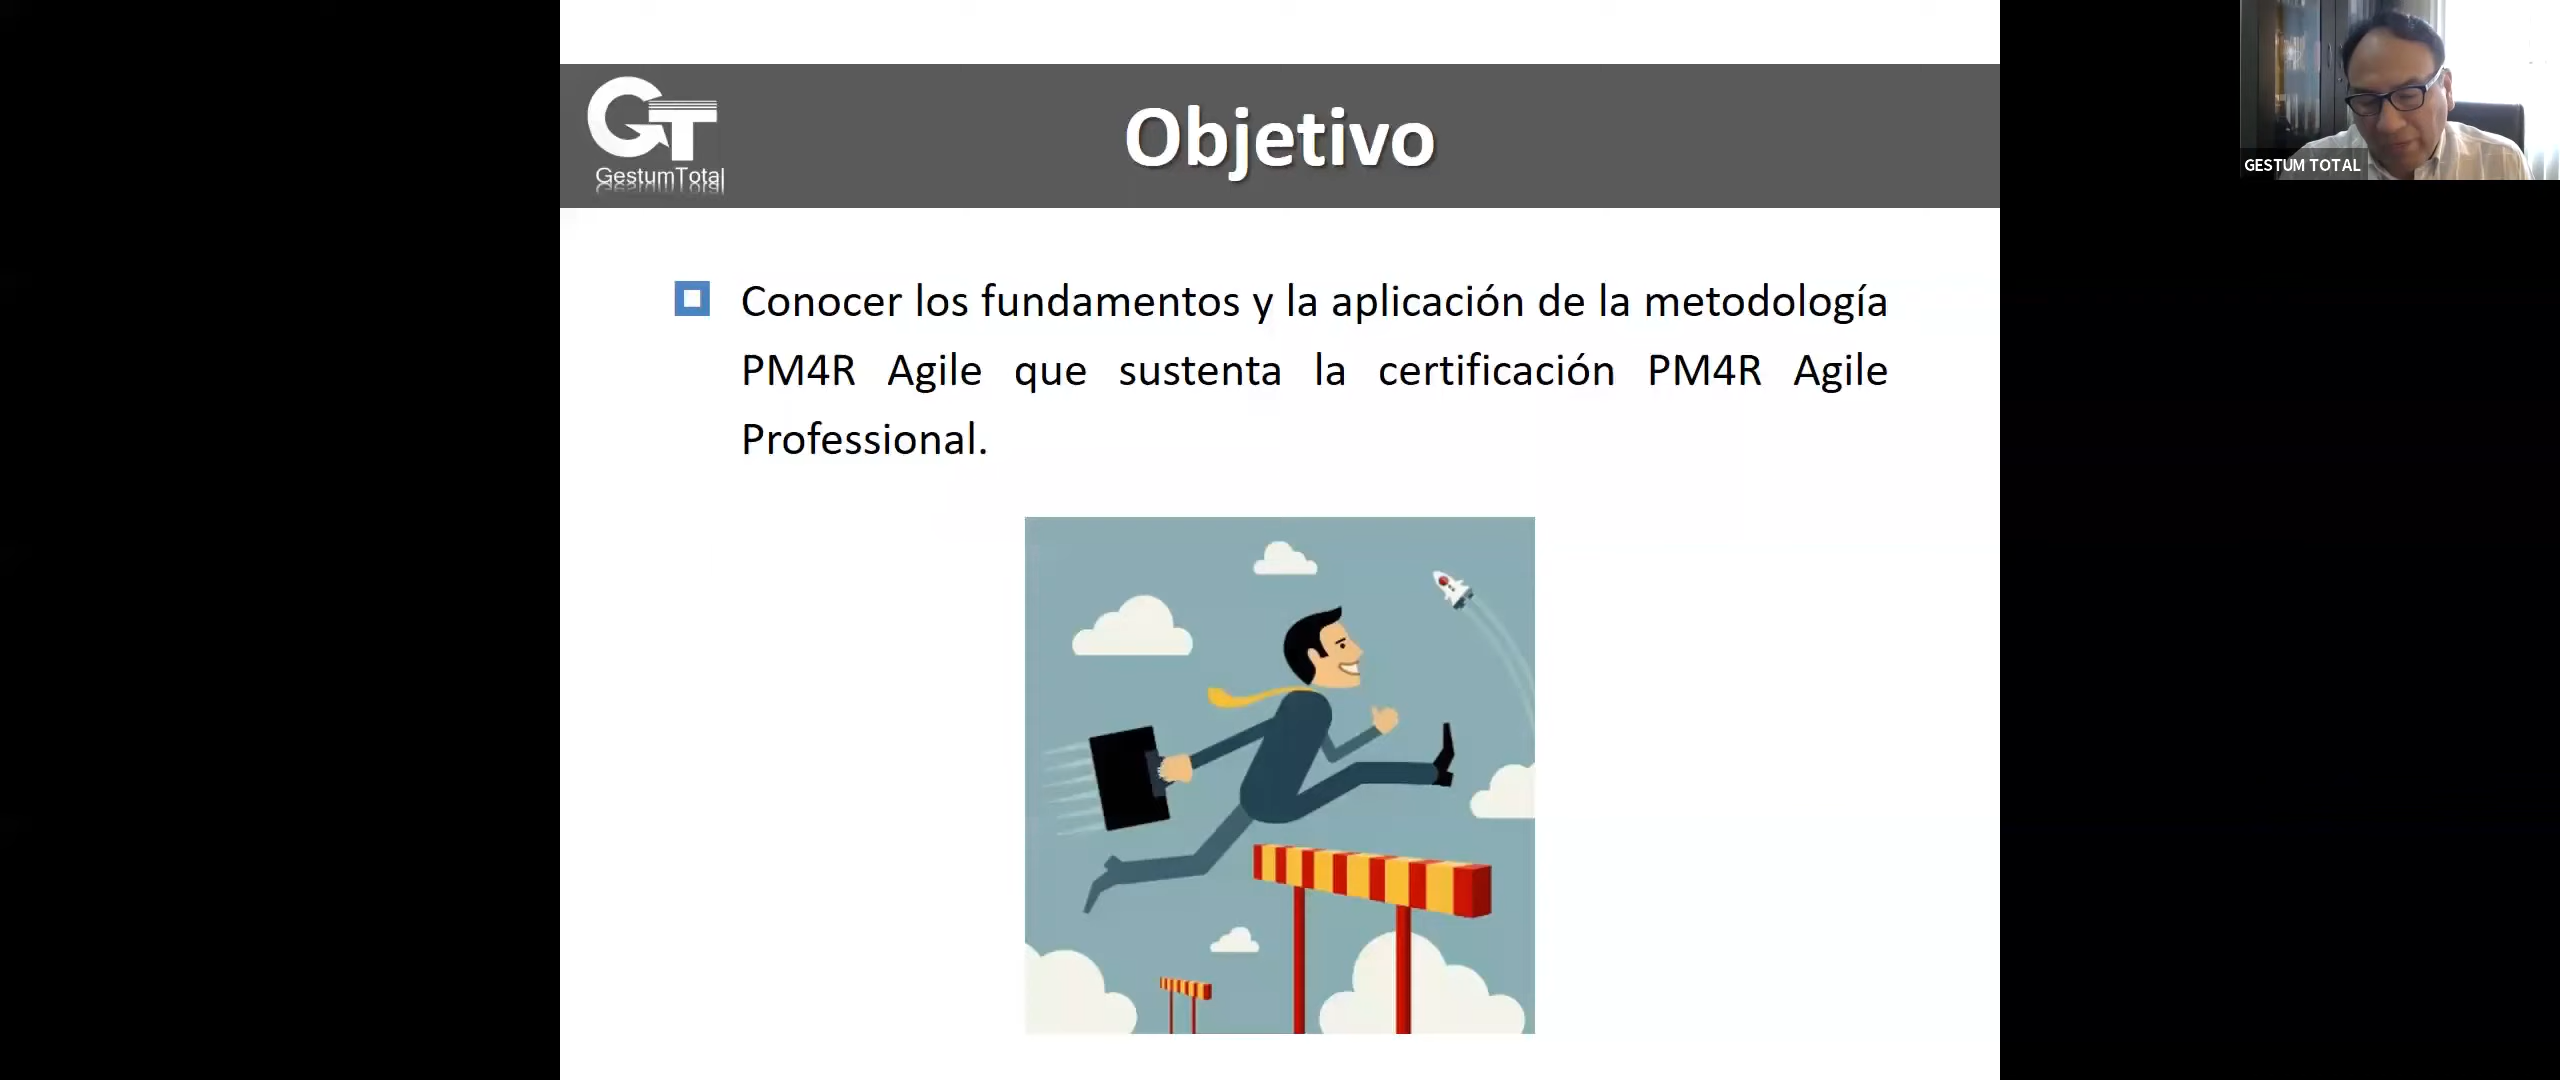 GT
GestumTotal
Objetivo
Conocer los fundamentos y la aplicación de la metodología
PM4R Agile que sustenta la certificación PM4R Agile
Professional.
GESTUM TOTAL